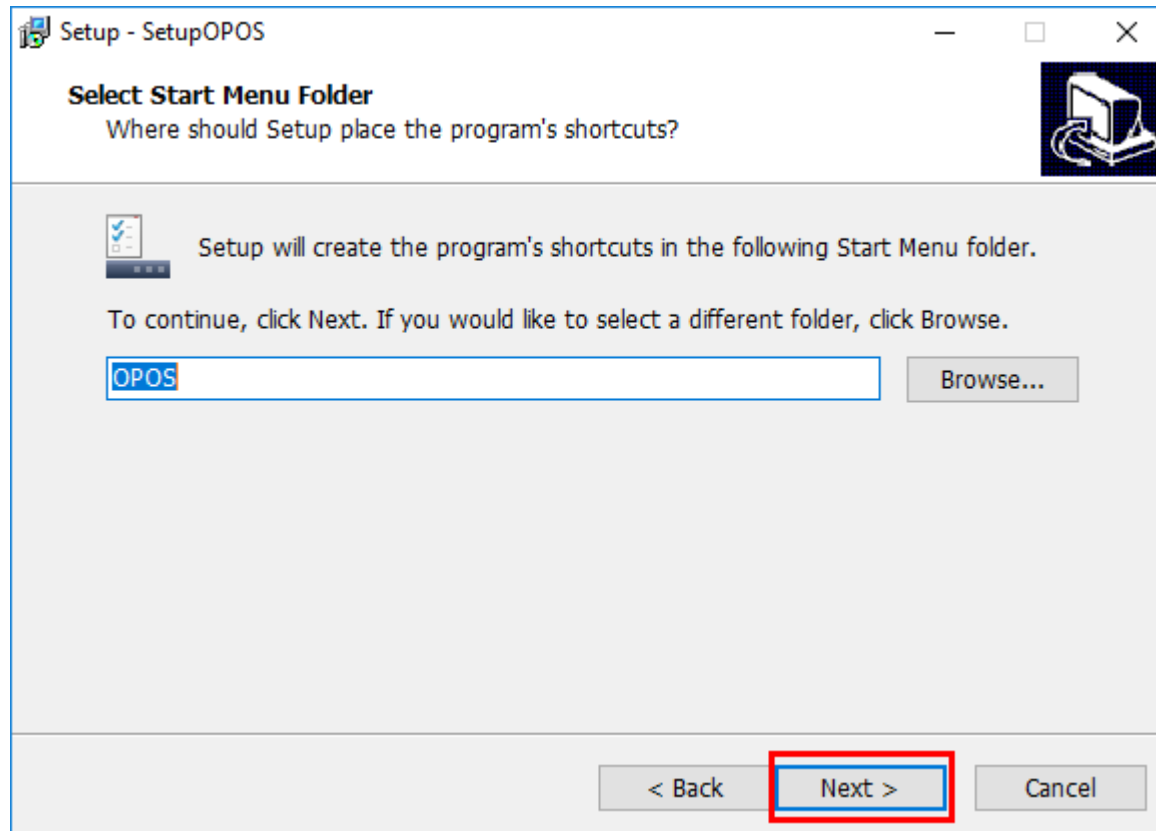 Setup - SetupOPOS
Select Start Menu Folder
Where should Setup place the program's shortcuts?
Setup will create the program's shortcuts in the following Start Menu folder.
To continue, click Next. If you would like to select a different folder, click Browse.
OPOS
Browse...
< Back
Next >
Cancel